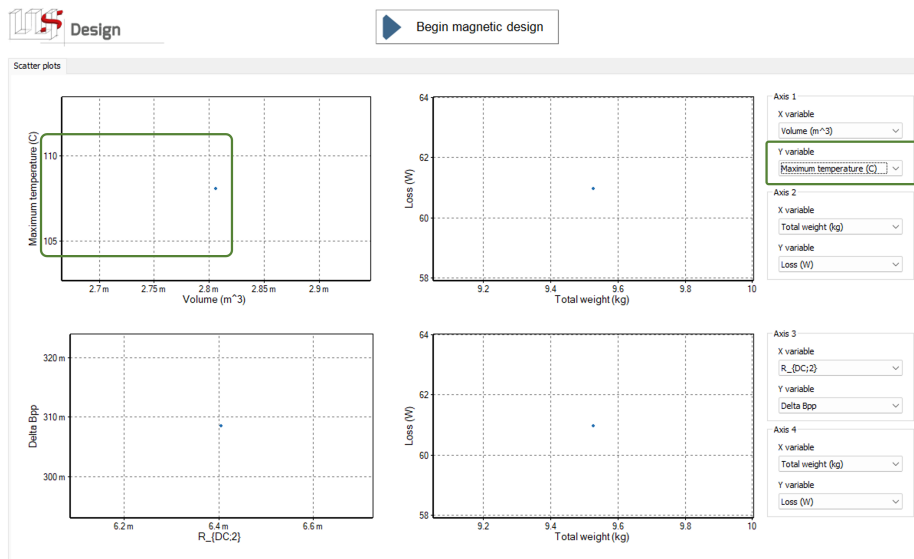 Design
Begin magnetic design
Scatter plots
Maximum temperature (C)
110
105
2.7 m
2.75 m
2.8 m
2.85 m
2.9 m
Volume (m^3)
Loss (W)
64
62
60
58
9.2
9.4
9.6
9.8
10
Total weight (kg)
Axis 1
X variable
Volume (m^3)
Y variable
Maximum temperature (C)
Axis 2
X variable
Total weight (kg)
Y variable
Loss (W)
Delta Bpp
320 m
310 m
300 m
6.2 m
6.4 m
6.6 m
R_{DC;2}
Loss (W)
64
62
60
58
9.2
9.4
9.6
9.8
10
Total weight (kg)
Axis 3
X variable
R_{DC;2}
Y variable
Delta Bpp
Axis 4
X variable
Total weight (kg)
Y variable
Loss (W)